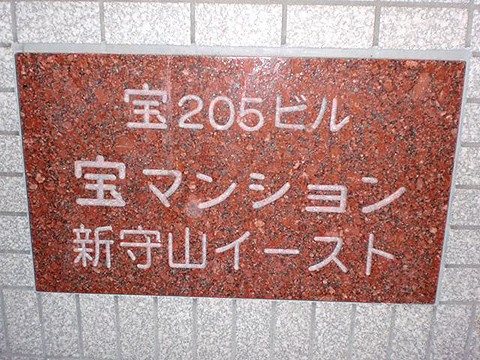 宝205ビル
宝マンション
新守山イースト